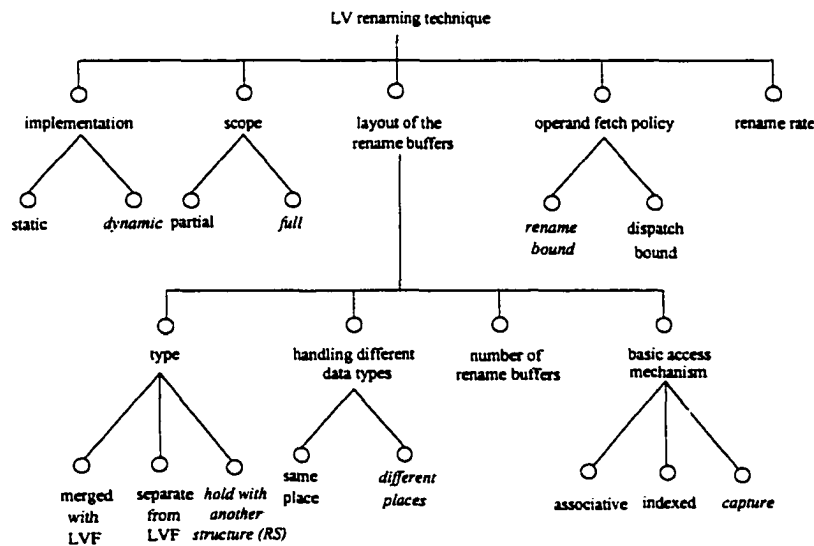 LV renaming technique
implementation
scope
layout of the
rename buffers
operand fetch policy
rename rate
static
dynamic
partial
full
rename
bound
dispatch
bound
type
handling different
data types
number of
rename buffers
basic access
mechanism
merged
with
LVF
separate
from
LVF
hold with
another
structure (RS)
same
place
different
places
associative
indexed
capture